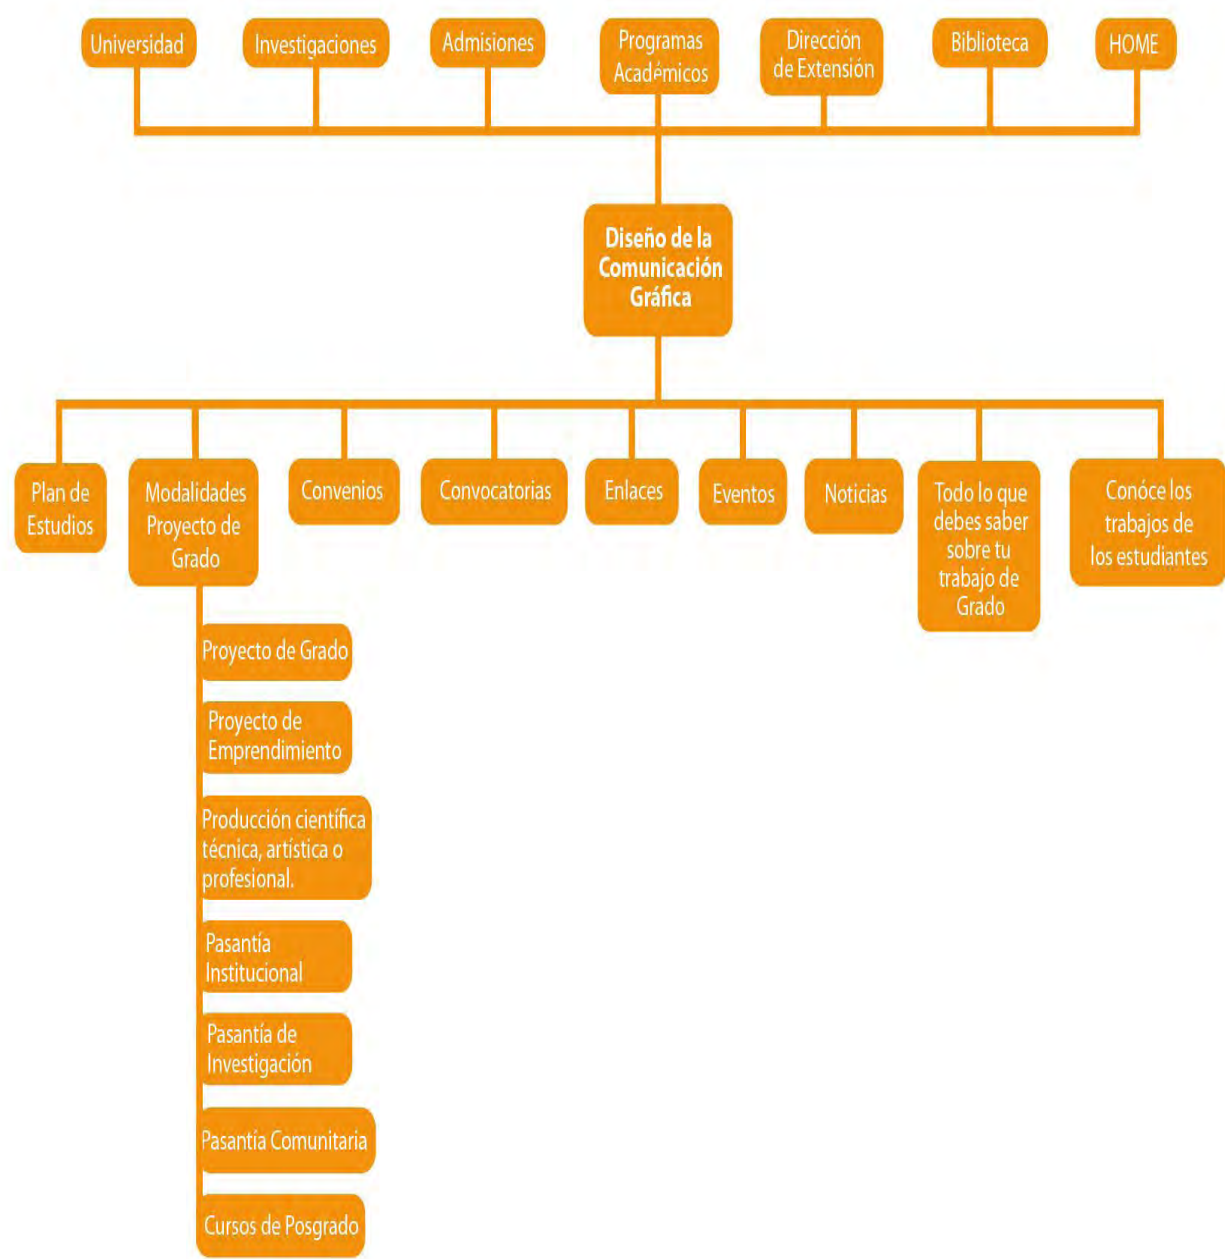 Universidad
Investigaciones
Admisiones
Programas
Académicos
Dirección
de Extensión
Biblioteca
HOME
Diseño de la
Comunicación
Gráfica
Plan de
Estudios
Modalidades
Proyecto de
Grado
Convenios
Convocatorias
Enlaces
Eventos
Noticias
Todo lo que
debes saber
sobre tu
trabajo de
Grado
Conóce los
trabajos de
los estudiantes
Proyecto de Grado
Proyecto de
Emprendimiento
Producción científica
técnica, artística o
profesional.
Pasantía
Institucional
Pasantía de
Investigación
Pasantía Comunitaria
Cursos de Posgrado